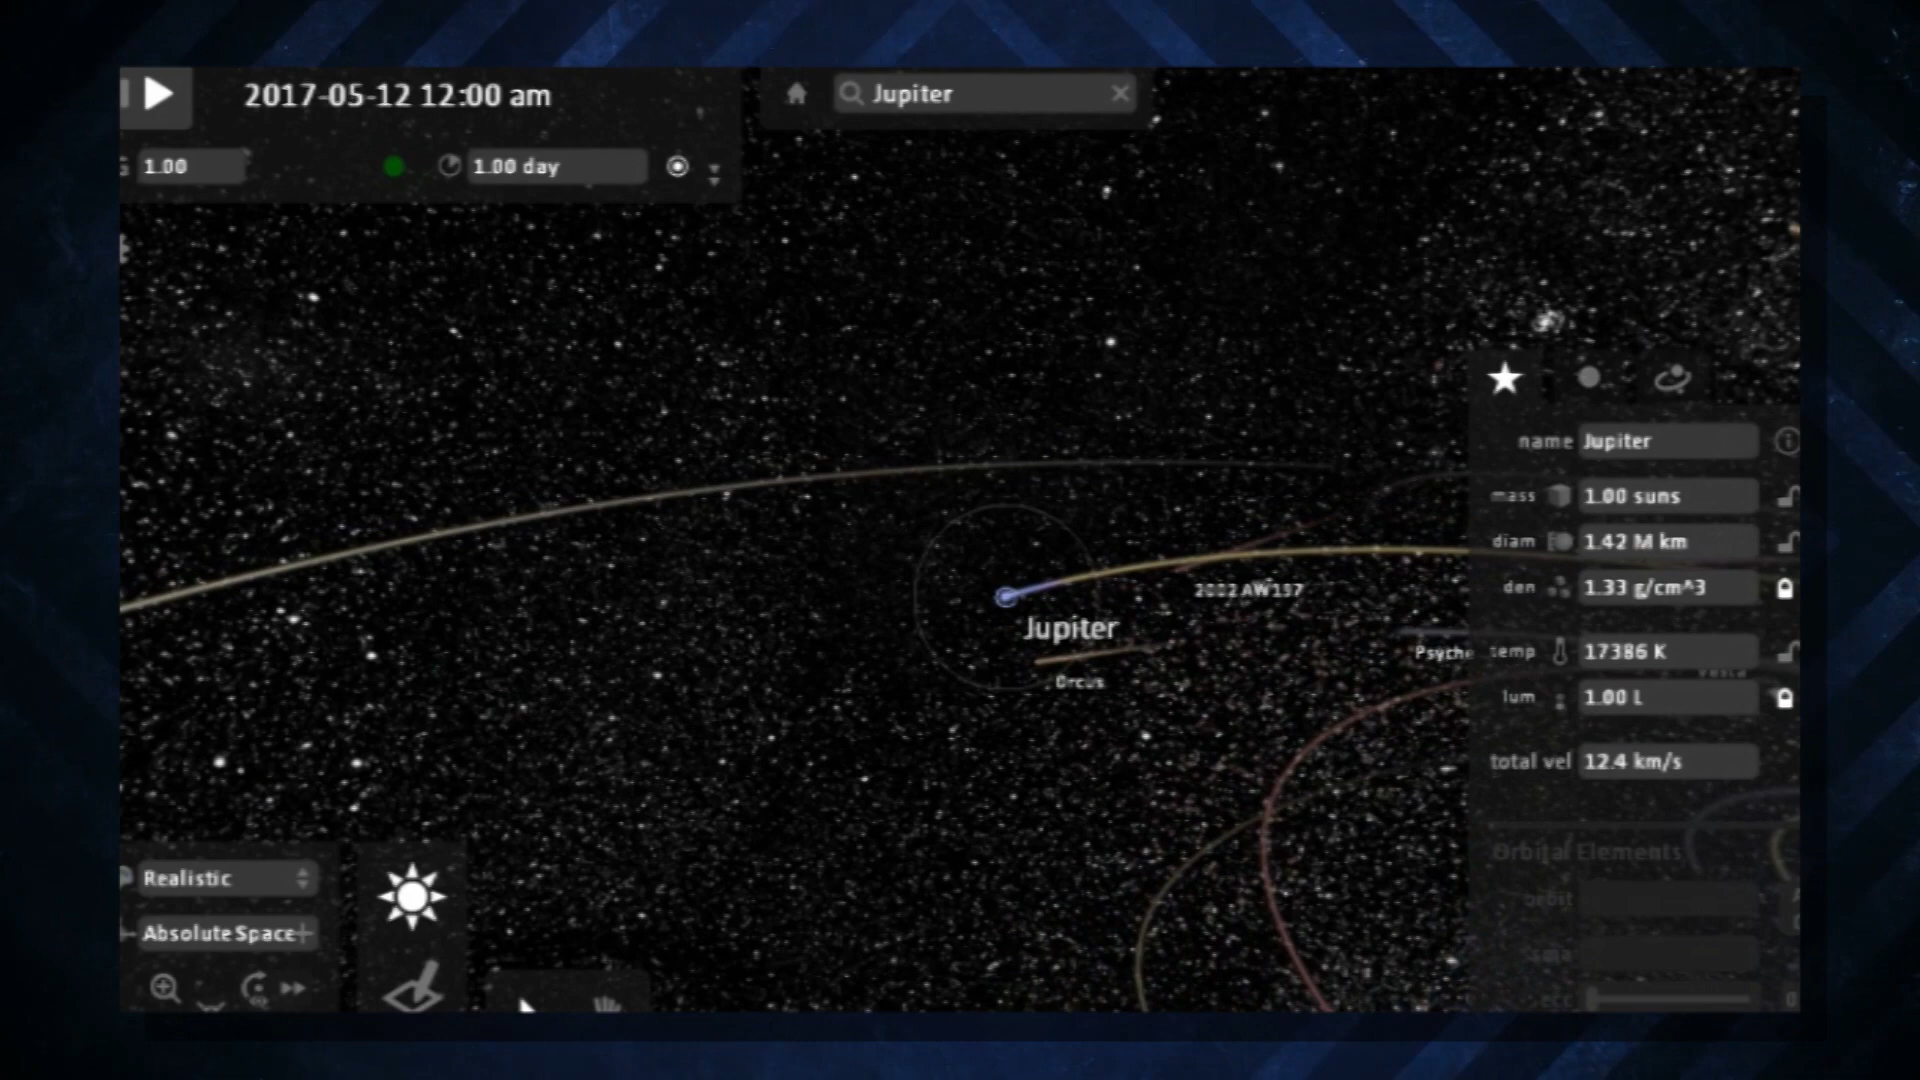 2017-05-12 12:00 am
Jupiter
1.00
1.00 day
name Jupiter
mass 1.00 suns
diam 1.42 M km
den 1.33 g/cm^3
Jupiter
Psyche
temp 17386 K
Orcus
lum 1.00 L
total vel 12.4 km/s
Orbital Elements
orbit
Realistic
Absolute Space
ecc